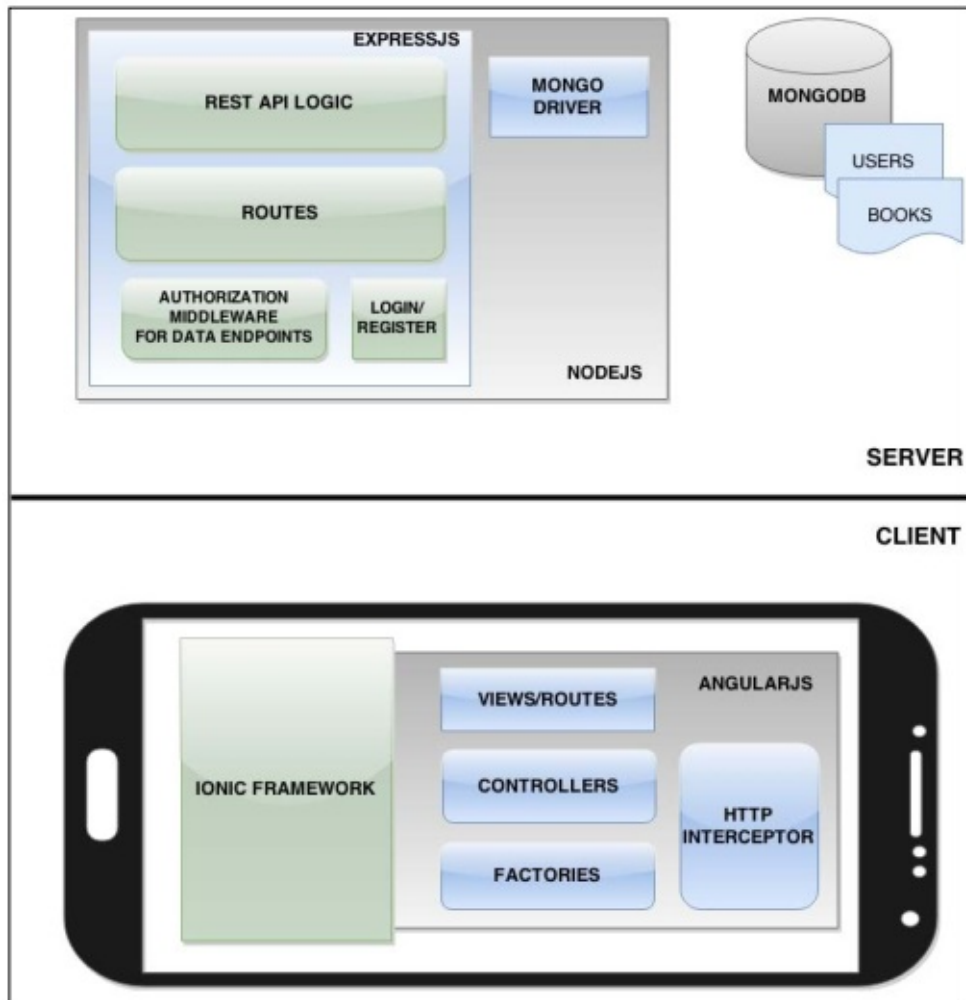 EXPRESSJS
REST API LOGIC
MONGO
DRIVER
MONGODB
USERS
ROUTES
BOOKS
AUTHORIZATION
MIDDLEWARE
FOR DATA ENDPOINTS
LOGIN/
REGISTER
NODEJS
SERVER
CLIENT
IONIC FRAMEWORK
VIEWS/ROUTES
ANGULARJS
CONTROLLERS
HTTP
INTERCEPTOR
FACTORIES